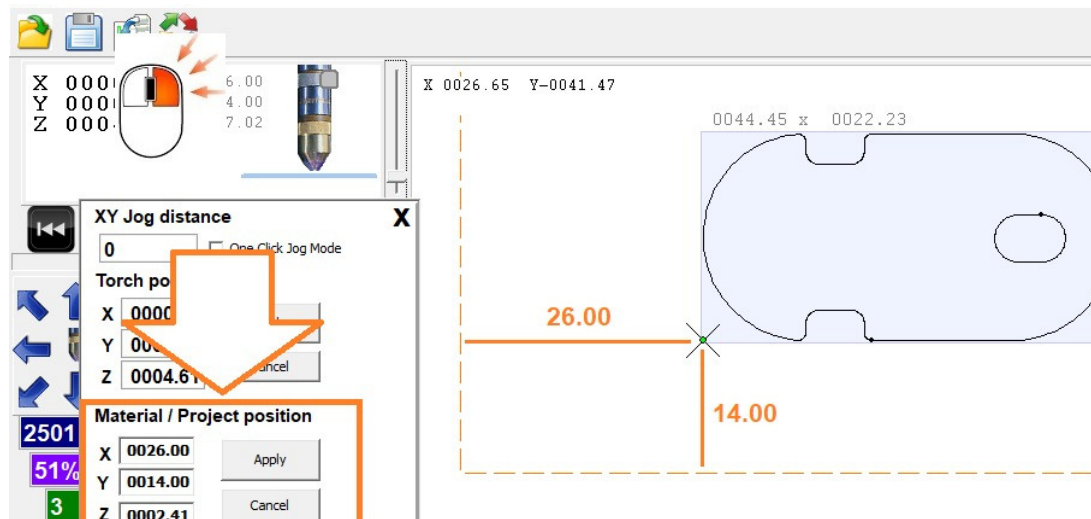 X 000
Y 000
Z 000.
6.00
4.00
7.02
X 0026.65 Y-0041.47
0044.45 x 0022.23
XY Jog distance X
0 One Click Jog Mode
Torch po
X 0000
Y 00
Z 0004.61
ncel
Material / Project position
X 0026.00 Apply
Y 0014.00
Z 0002.41 Cancel
2501
51%
3
26.00
14.00